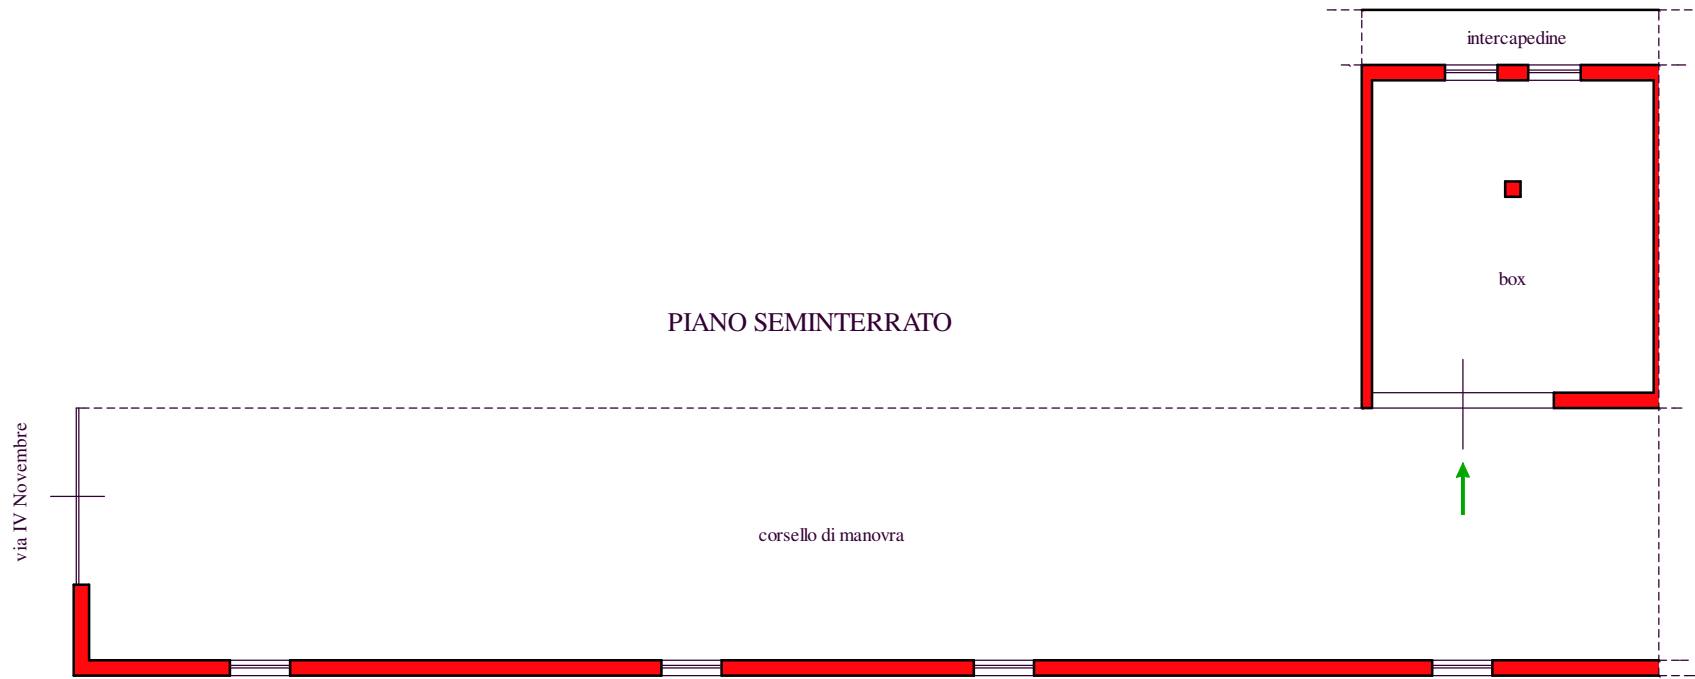 intercapedine
box
PIANO SEMINTERRATO
via IV Novembre
corsello di manovra